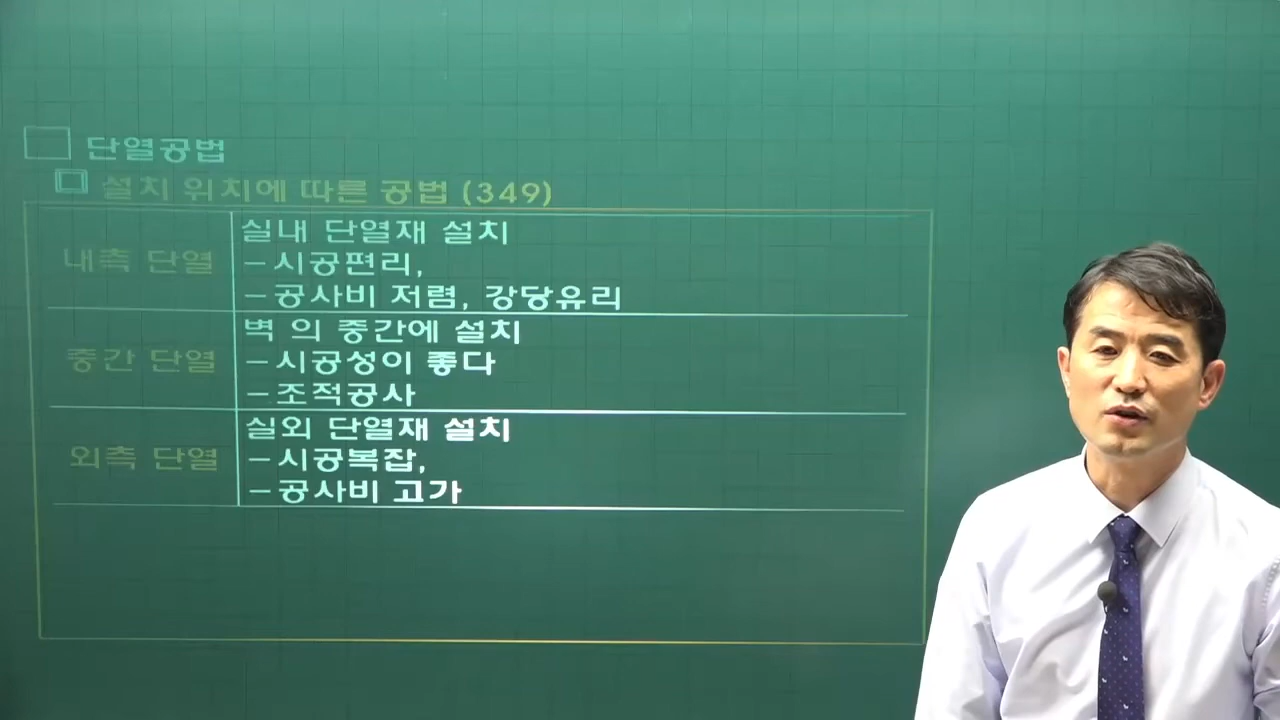 단열공법
설치 위치에 따른 공법 (349)
내측 단열
실내 단열재 설치
-시공편리,
-공사비 저렴, 강당유리
중간 단열
벽 의 중간에 설치
-시공성이 좋다
-조적공사
외측 단열
실외 단열재 설치
-시공복잡,
-공사비 고가